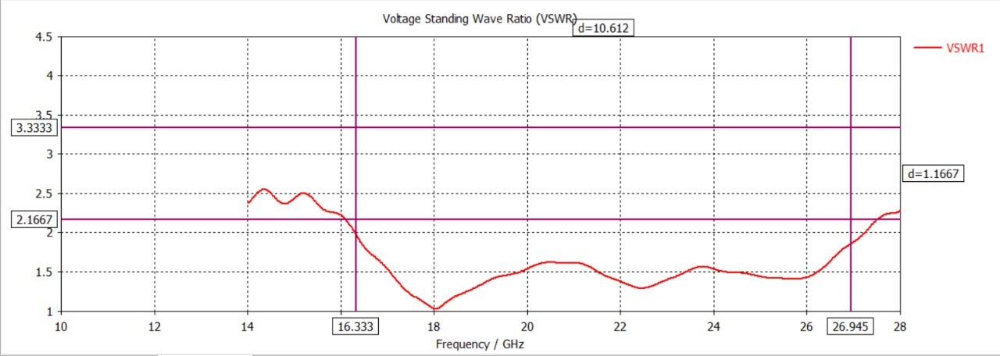 Voltage Standing Wave Ratio (VSWR)
d=10.612
4.5
VSWR1
4
3.5
3.3333
3
d=1.1667
2.5
2.1667
2
1.5
1
10 12 14 16.333 18 20 22 24 26 26.945 28
Frequency / GHz